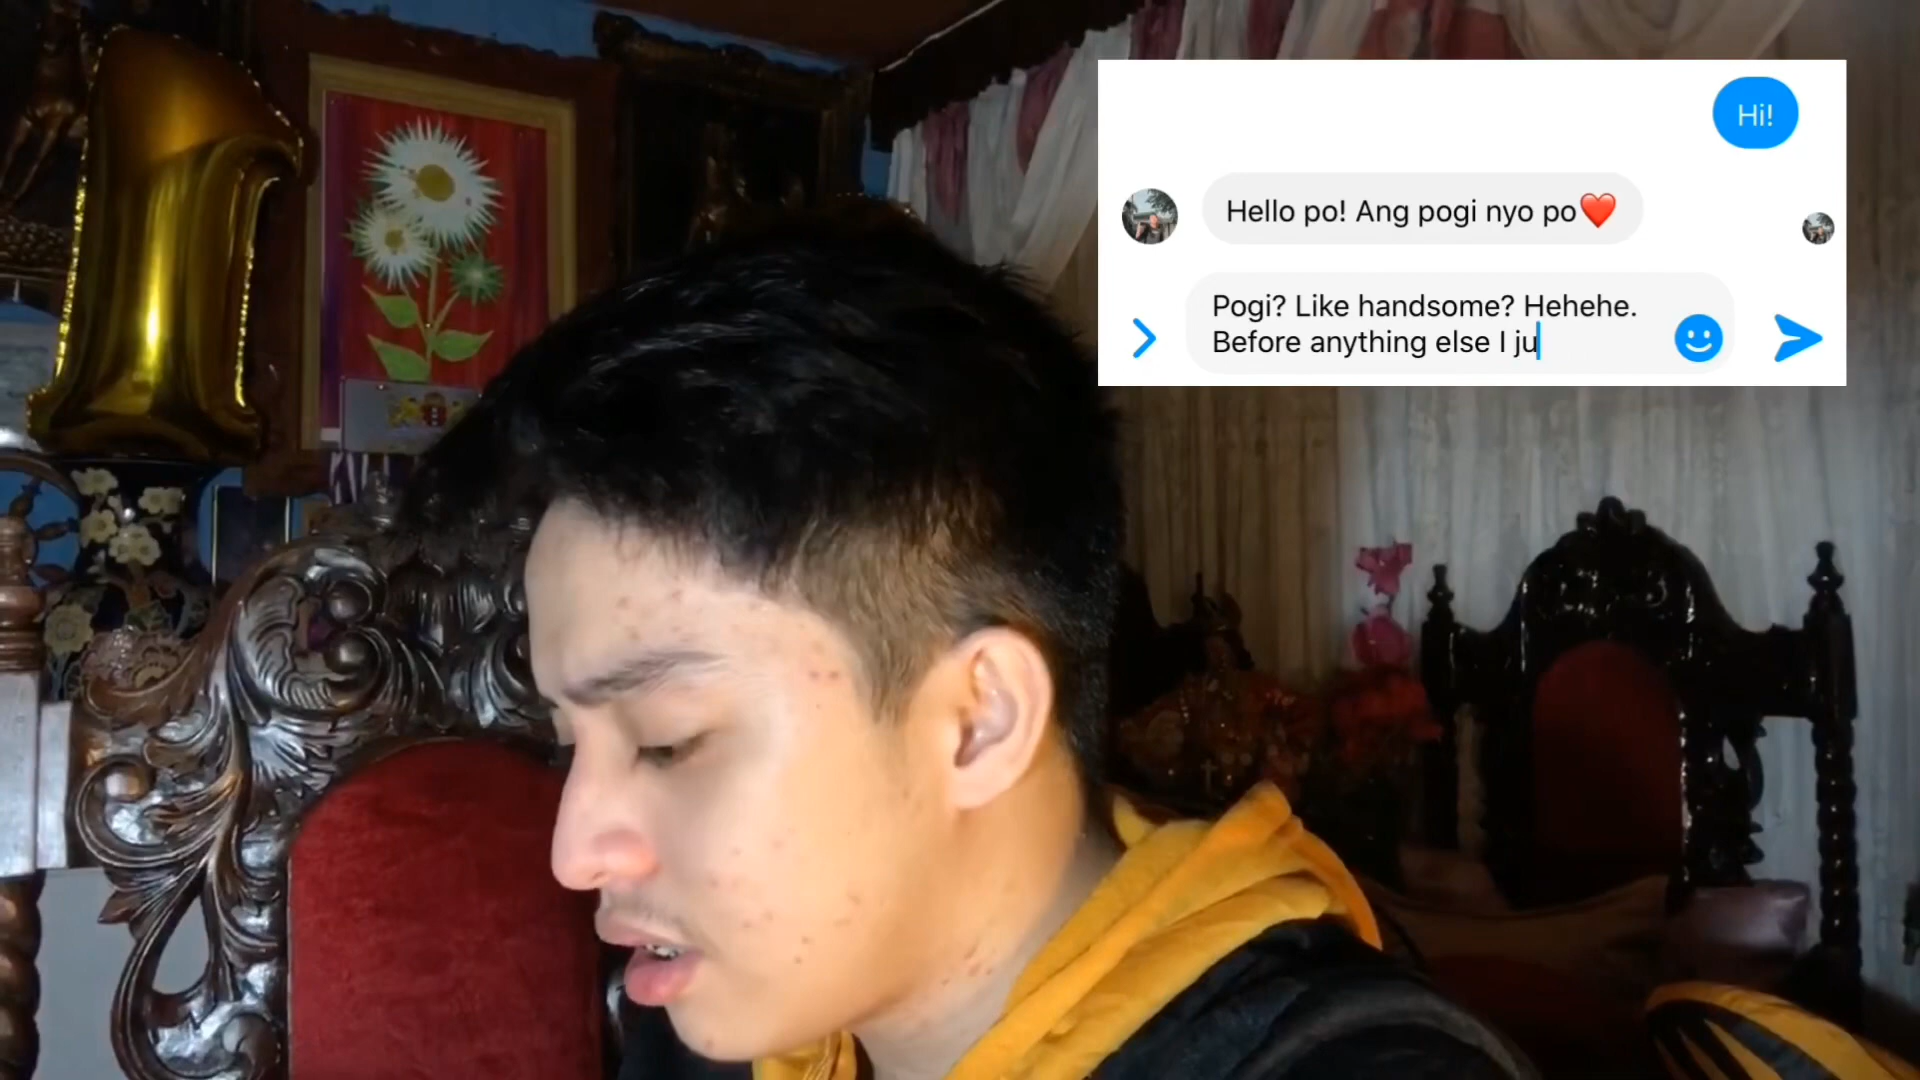 Hi!
Hello po! Ang pogi nyo po❤️
Pogi? Like handsome? Hehehe.
Before anything else I ju